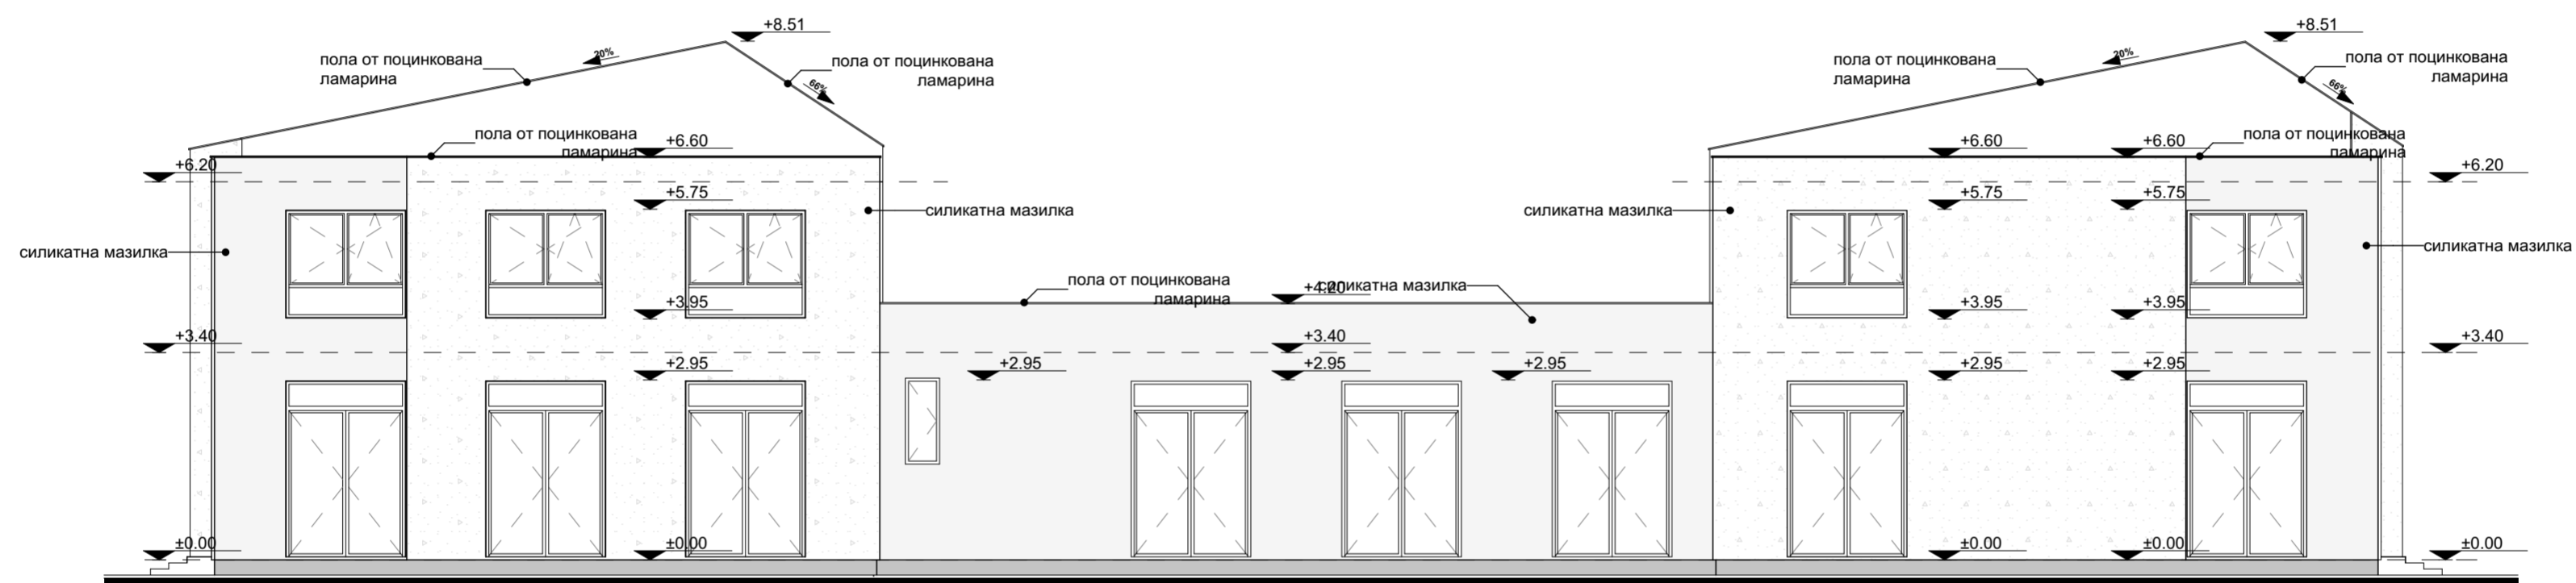 +8.51
+8.51
20%
20%
пола от поцинкована
ламарина
пола от поцинкована
ламарина
пола от поцинкована
ламарина
пола от поцинкована
ламарина
66%
66%
пола от поцинкована
ламарина
+6.60
+6.60
+6.60
пола от поцинкована
ламарина
+6.20
+6.20
+5.75
+5.75
+5.75
силикатна мазилка
силикатна мазилка
силикатна мазилка
силикатна мазилка
пола от поцинкована
ламарина
+4.20
силикатна мазилка
+3.95
+3.95
+3.95
+3.40
+3.40
+3.40
+2.95
+2.95
+2.95
+2.95
+2.95
+2.95
±0.00
±0.00
±0.00
±0.00
±0.00